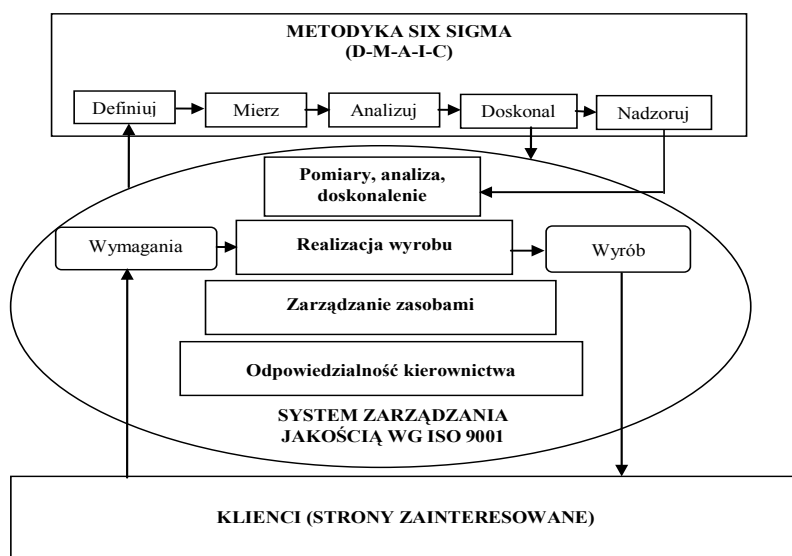 METODYKA SIX SIGMA
(D-M-A-I-C)
Definiuj
Mierz
Analizuj
Doskonal
Nadzoruj
Pomiary, analiza,
doskonalenie
Wymagania
Realizacja wyrobu
Wyrób
Zarządzanie zasobami
Odpowiedzialność kierownictwa
SYSTEM ZARZĄDZANIA
JAKOŚCIĄ WG ISO 9001
KLIENCI (STRONY ZAINTERESOWANE)